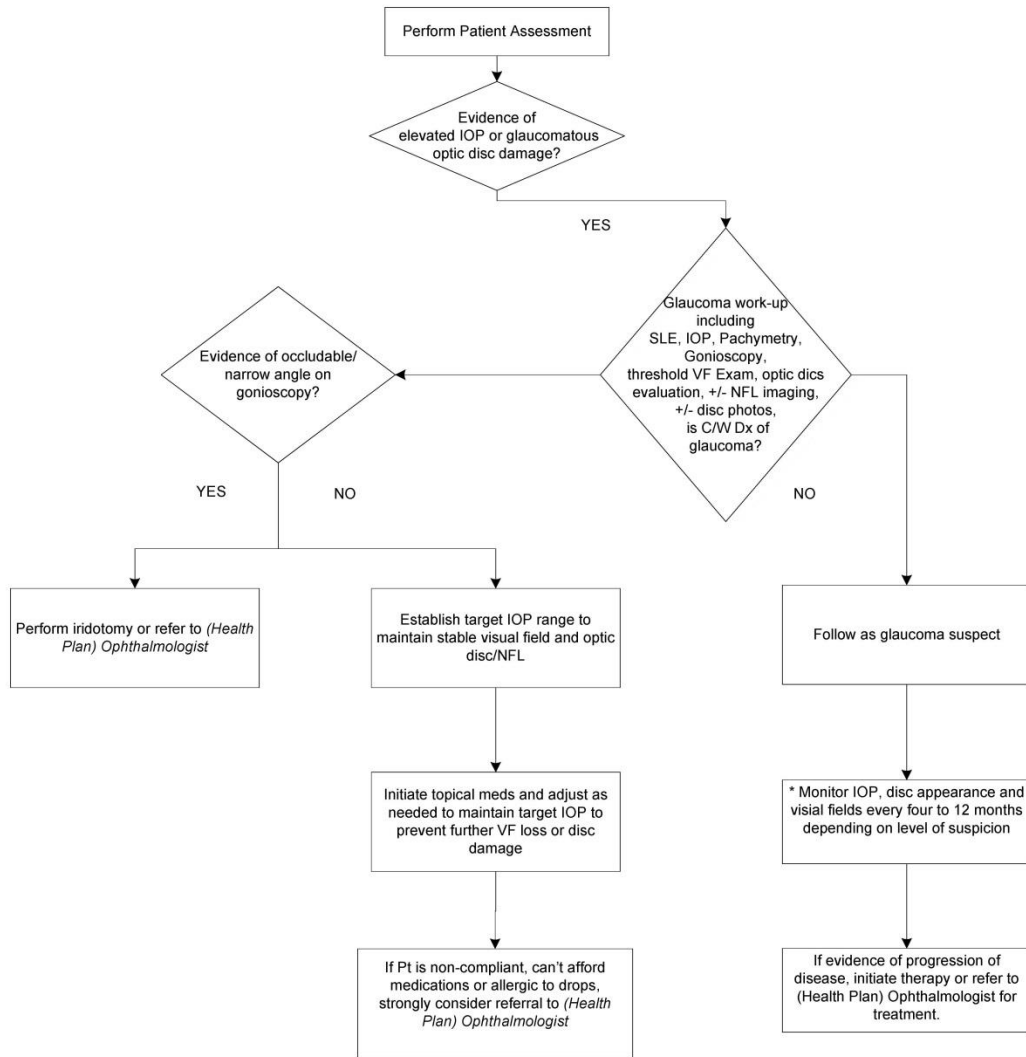 Perform Patient Assessment
Evidence of
elevated IOP or glaucomatous
optic disc damage?
YES
Glaucoma work-up
including
SLE, IOP, Pachymetry,
Gonioscopy,
threshold VF Exam, optic dics
evaluation, +/- NFL imaging,
+/- disc photos,
is C/W Dx of
glaucoma?
Evidence of occludable/
narrow angle on
gonioscopy?
YES
NO
NO
Perform iridotomy or refer to (Health
Plan) Ophthalmologist
Establish target IOP range to
maintain stable visual field and optic
disc/NFL
Follow as glaucoma suspect
Initiate topical meds and adjust as
needed to maintain target IOP to
prevent further VF loss or disc
damage
* Monitor IOP, disc appearance and
visial fields every four to 12 months
depending on level of suspicion
If Pt is non-compliant, can't afford
medications or allergic to drops,
strongly consider referral to (Health
Plan) Ophthalmologist
If evidence of progression of
disease, initiate therapy or refer to
(Health Plan) Ophthalmologist for
treatment.